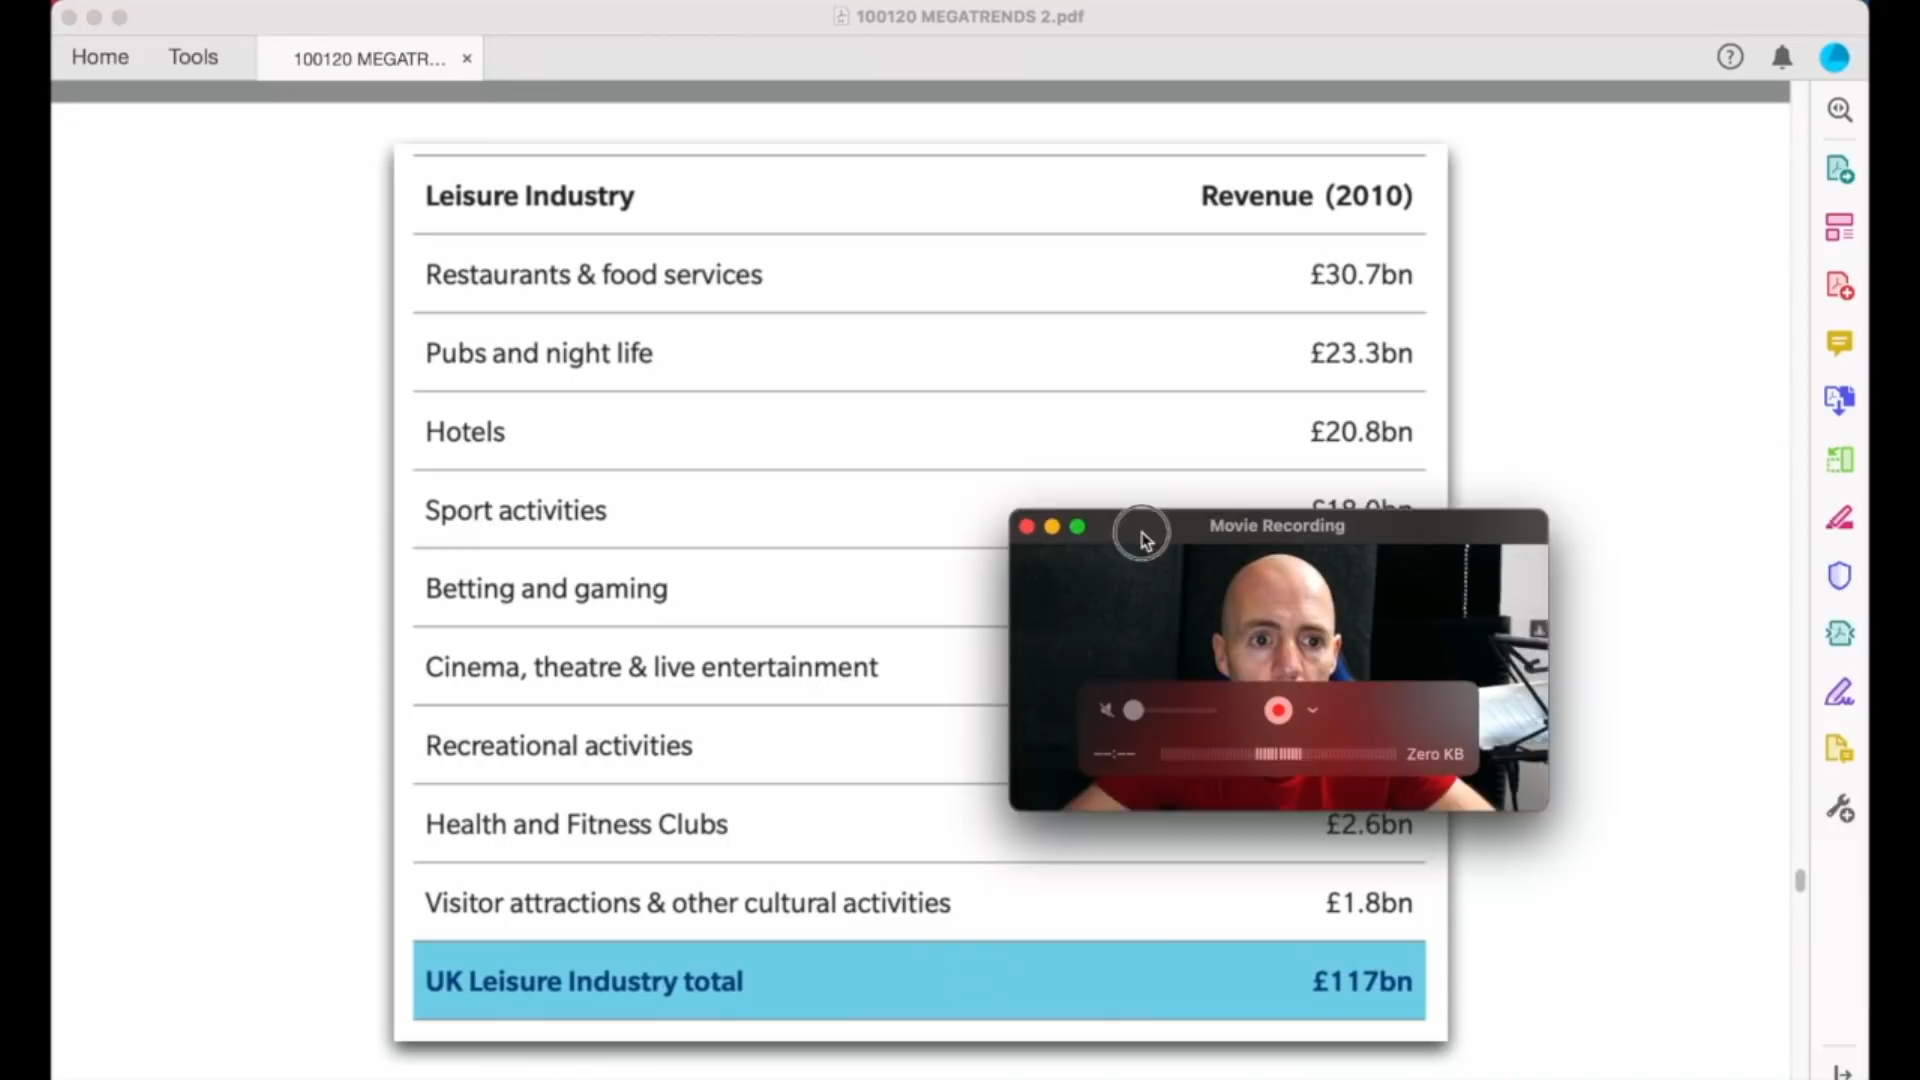 100120 MEGATRENDS 2.pdf
Home Tools 100120 MEGATR... ×
Leisure Industry Revenue (2010)
Restaurants & food services £30.7bn
Pubs and night life £23.3bn
Hotels £20.8bn
Sport activities
Movie Recording
Betting and gaming
Cinema, theatre & live entertainment
Recreational activities
--:-- Zero KB
Health and Fitness Clubs £2.6bn
Visitor attractions & other cultural activities £1.8bn
UK Leisure Industry total £117bn